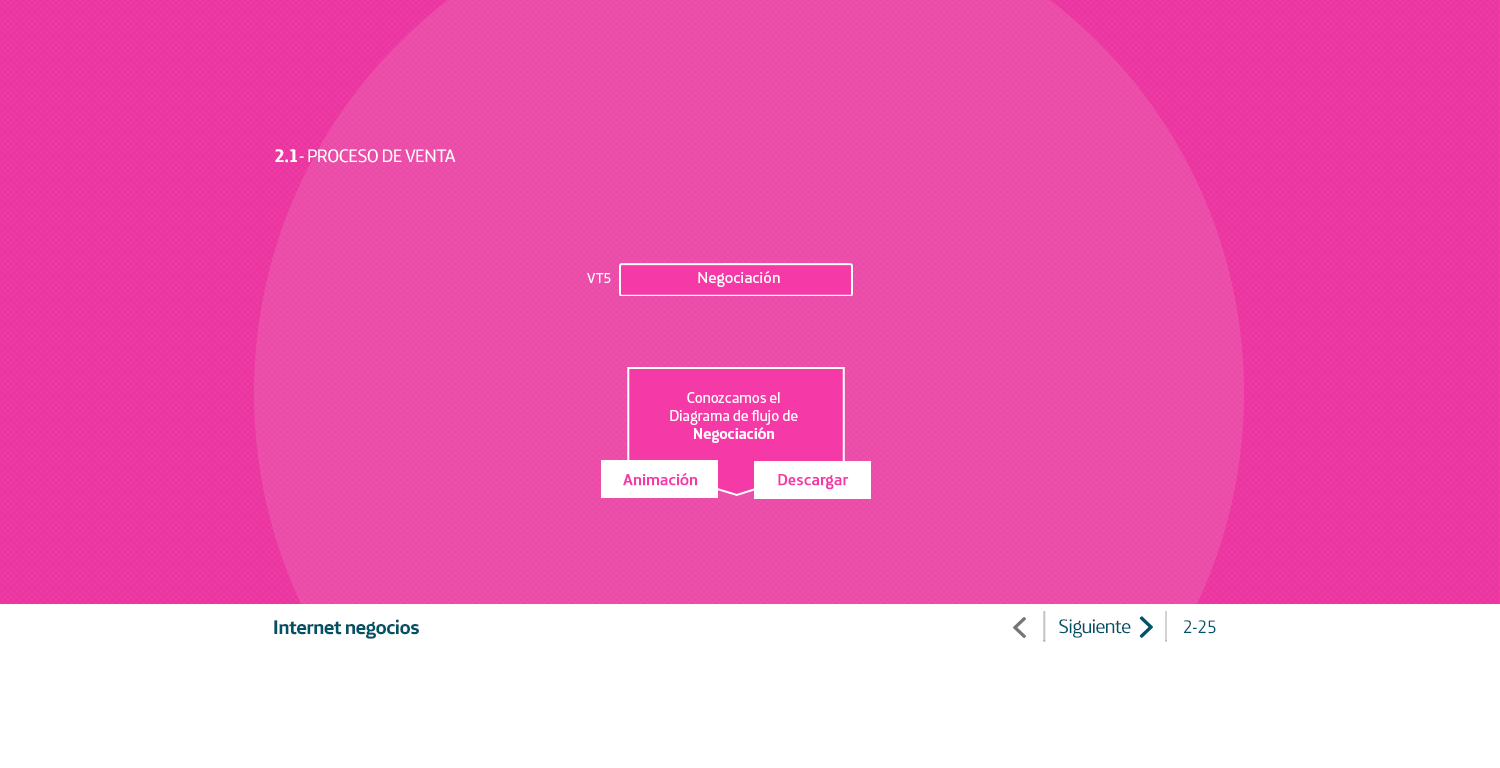 2.1- PROCESO DE VENTA
VT5 Negociación
Conozcamos el
Diagrama de flujo de
Negociación
Animación Descargar
Internet negocios Siguiente 2-25